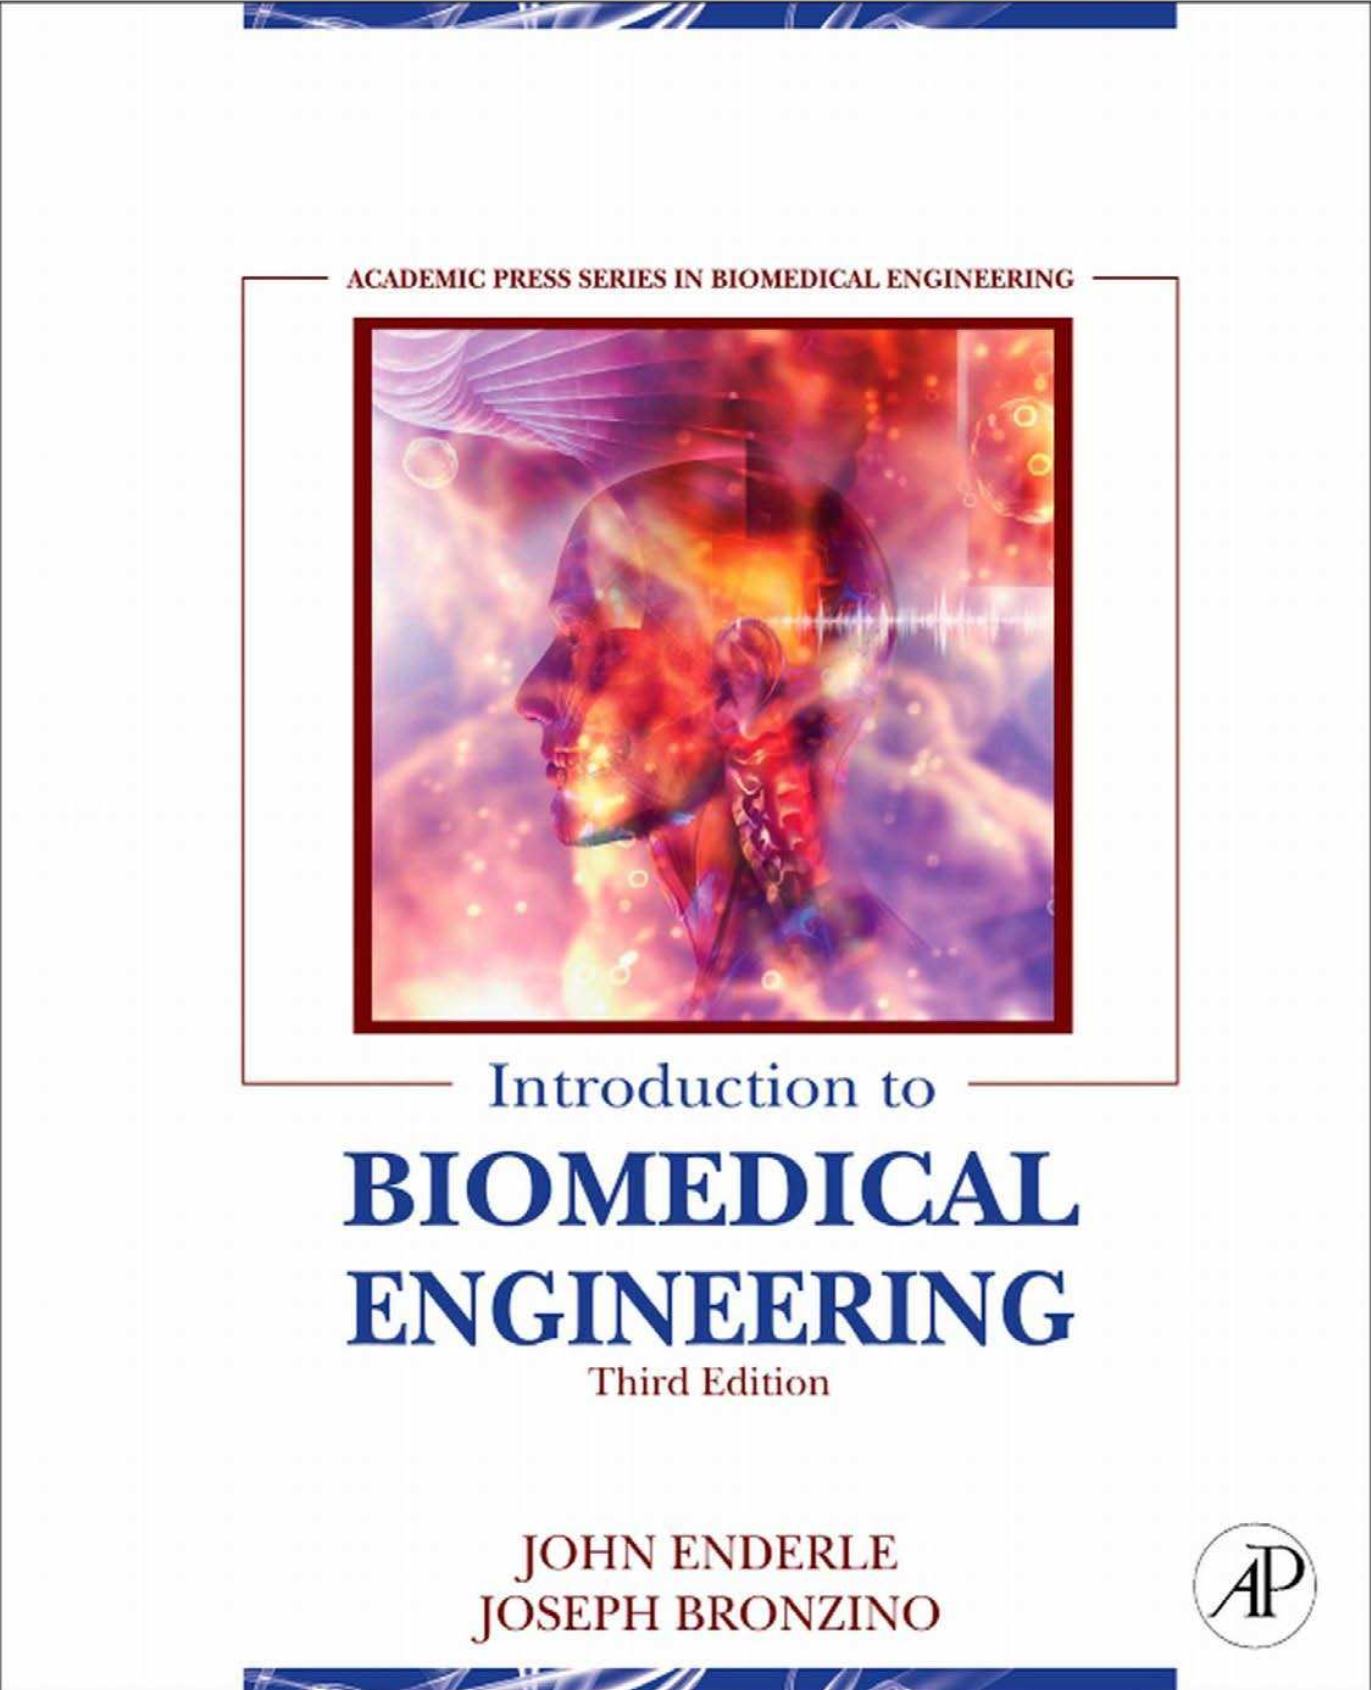 ACADEMIC PRESS SERIES IN BIOMEDICAL ENGINEERING
Introduction to
BIOMEDICAL
ENGINEERING
Third Edition
JOHN ENDERLE
JOSEPH BRONZINO
AP